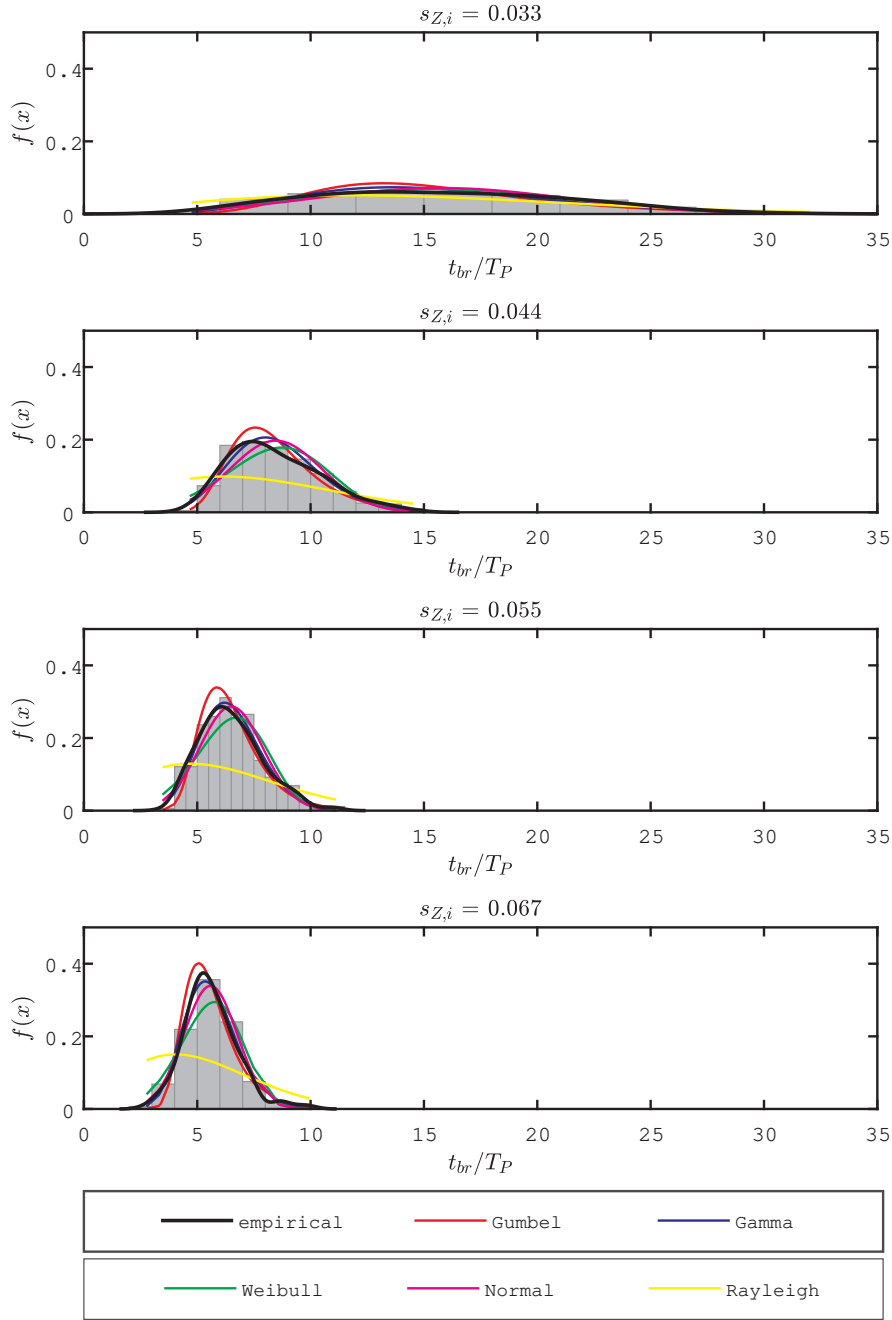 s_{Z,i} = 0.033
f(x)
0.4
0.2
0
0 5 10 15 20 25 30 35
t_{br}/T_P
s_{Z,i} = 0.044
f(x)
0.4
0.2
0
0 5 10 15 20 25 30 35
t_{br}/T_P
s_{Z,i} = 0.055
f(x)
0.4
0.2
0
0 5 10 15 20 25 30 35
t_{br}/T_P
s_{Z,i} = 0.067
f(x)
0.4
0.2
0
0 5 10 15 20 25 30 35
t_{br}/T_P
empirical Gumbel Gamma
Weibull Normal Rayleigh